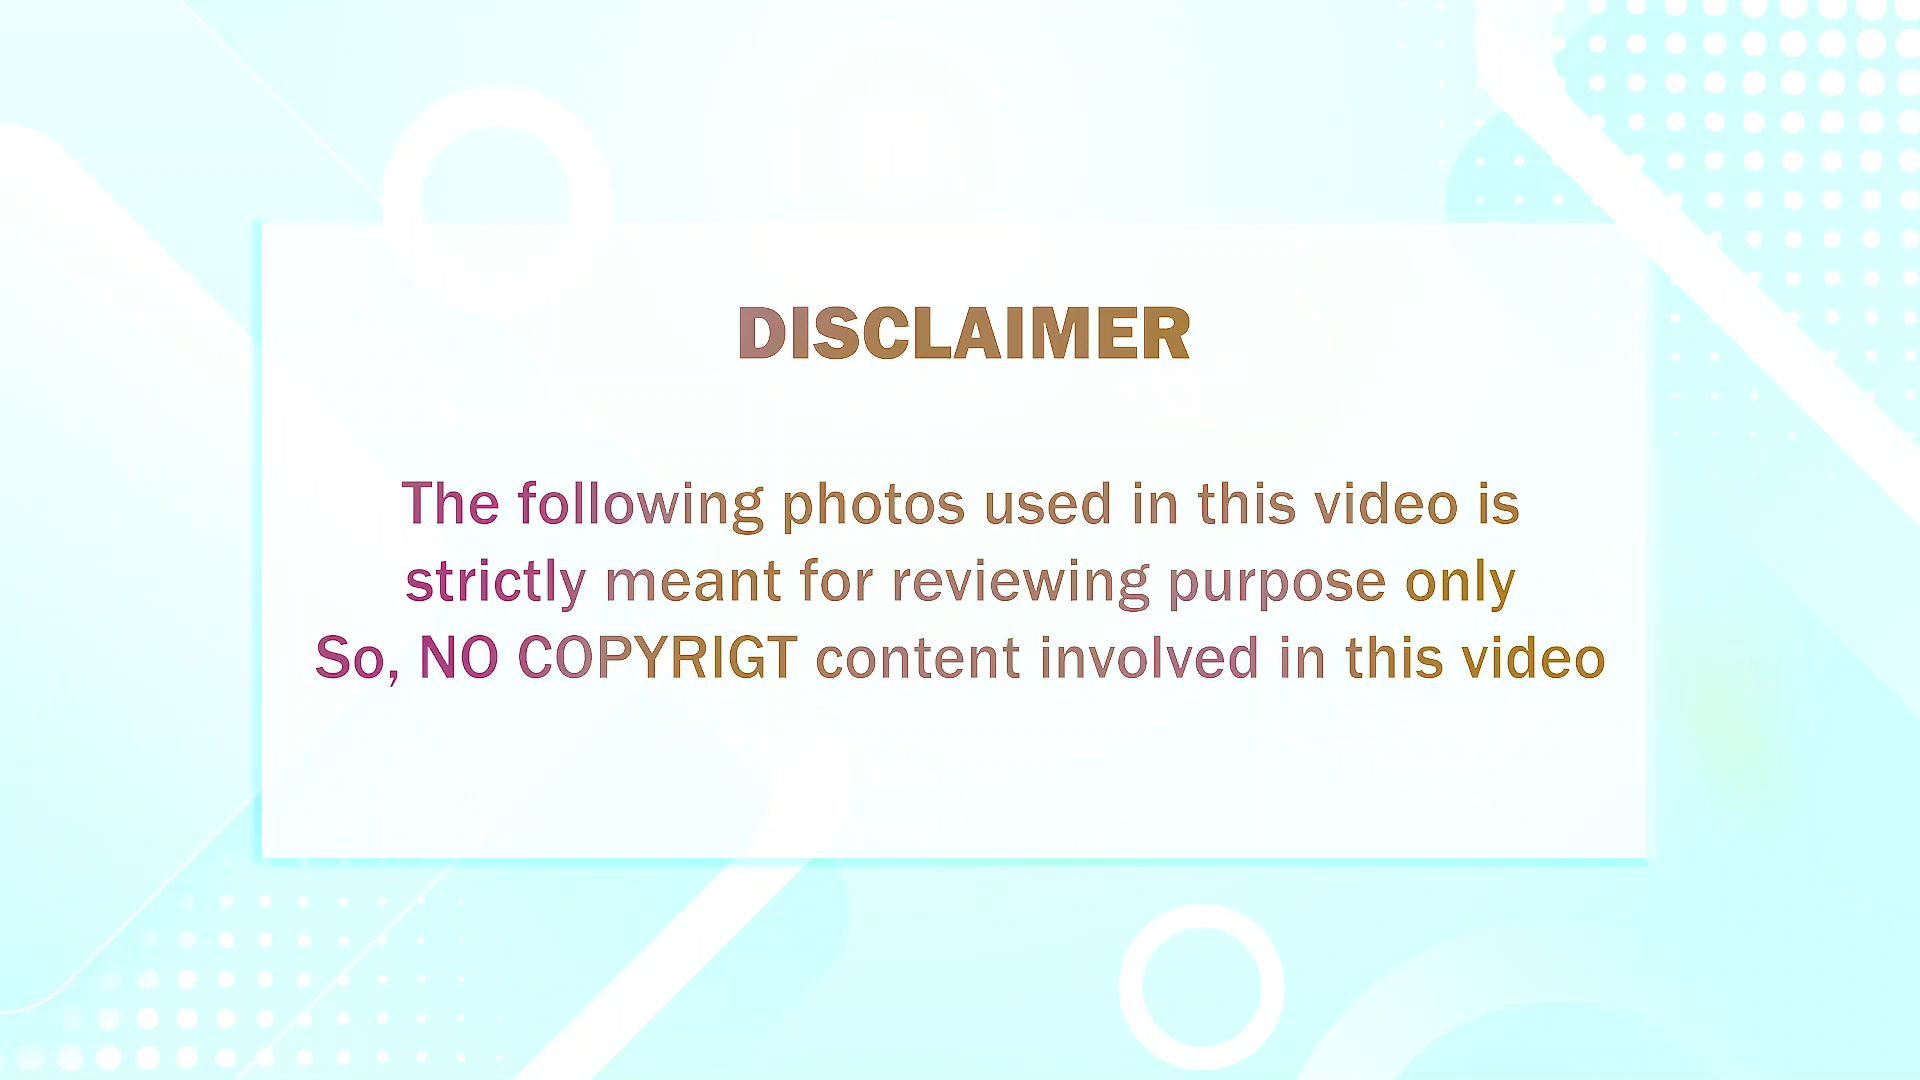 DISCLAIMER
The following photos used in this video is
strictly meant for reviewing purpose only
So, NO COPYRIGT content involved in this video